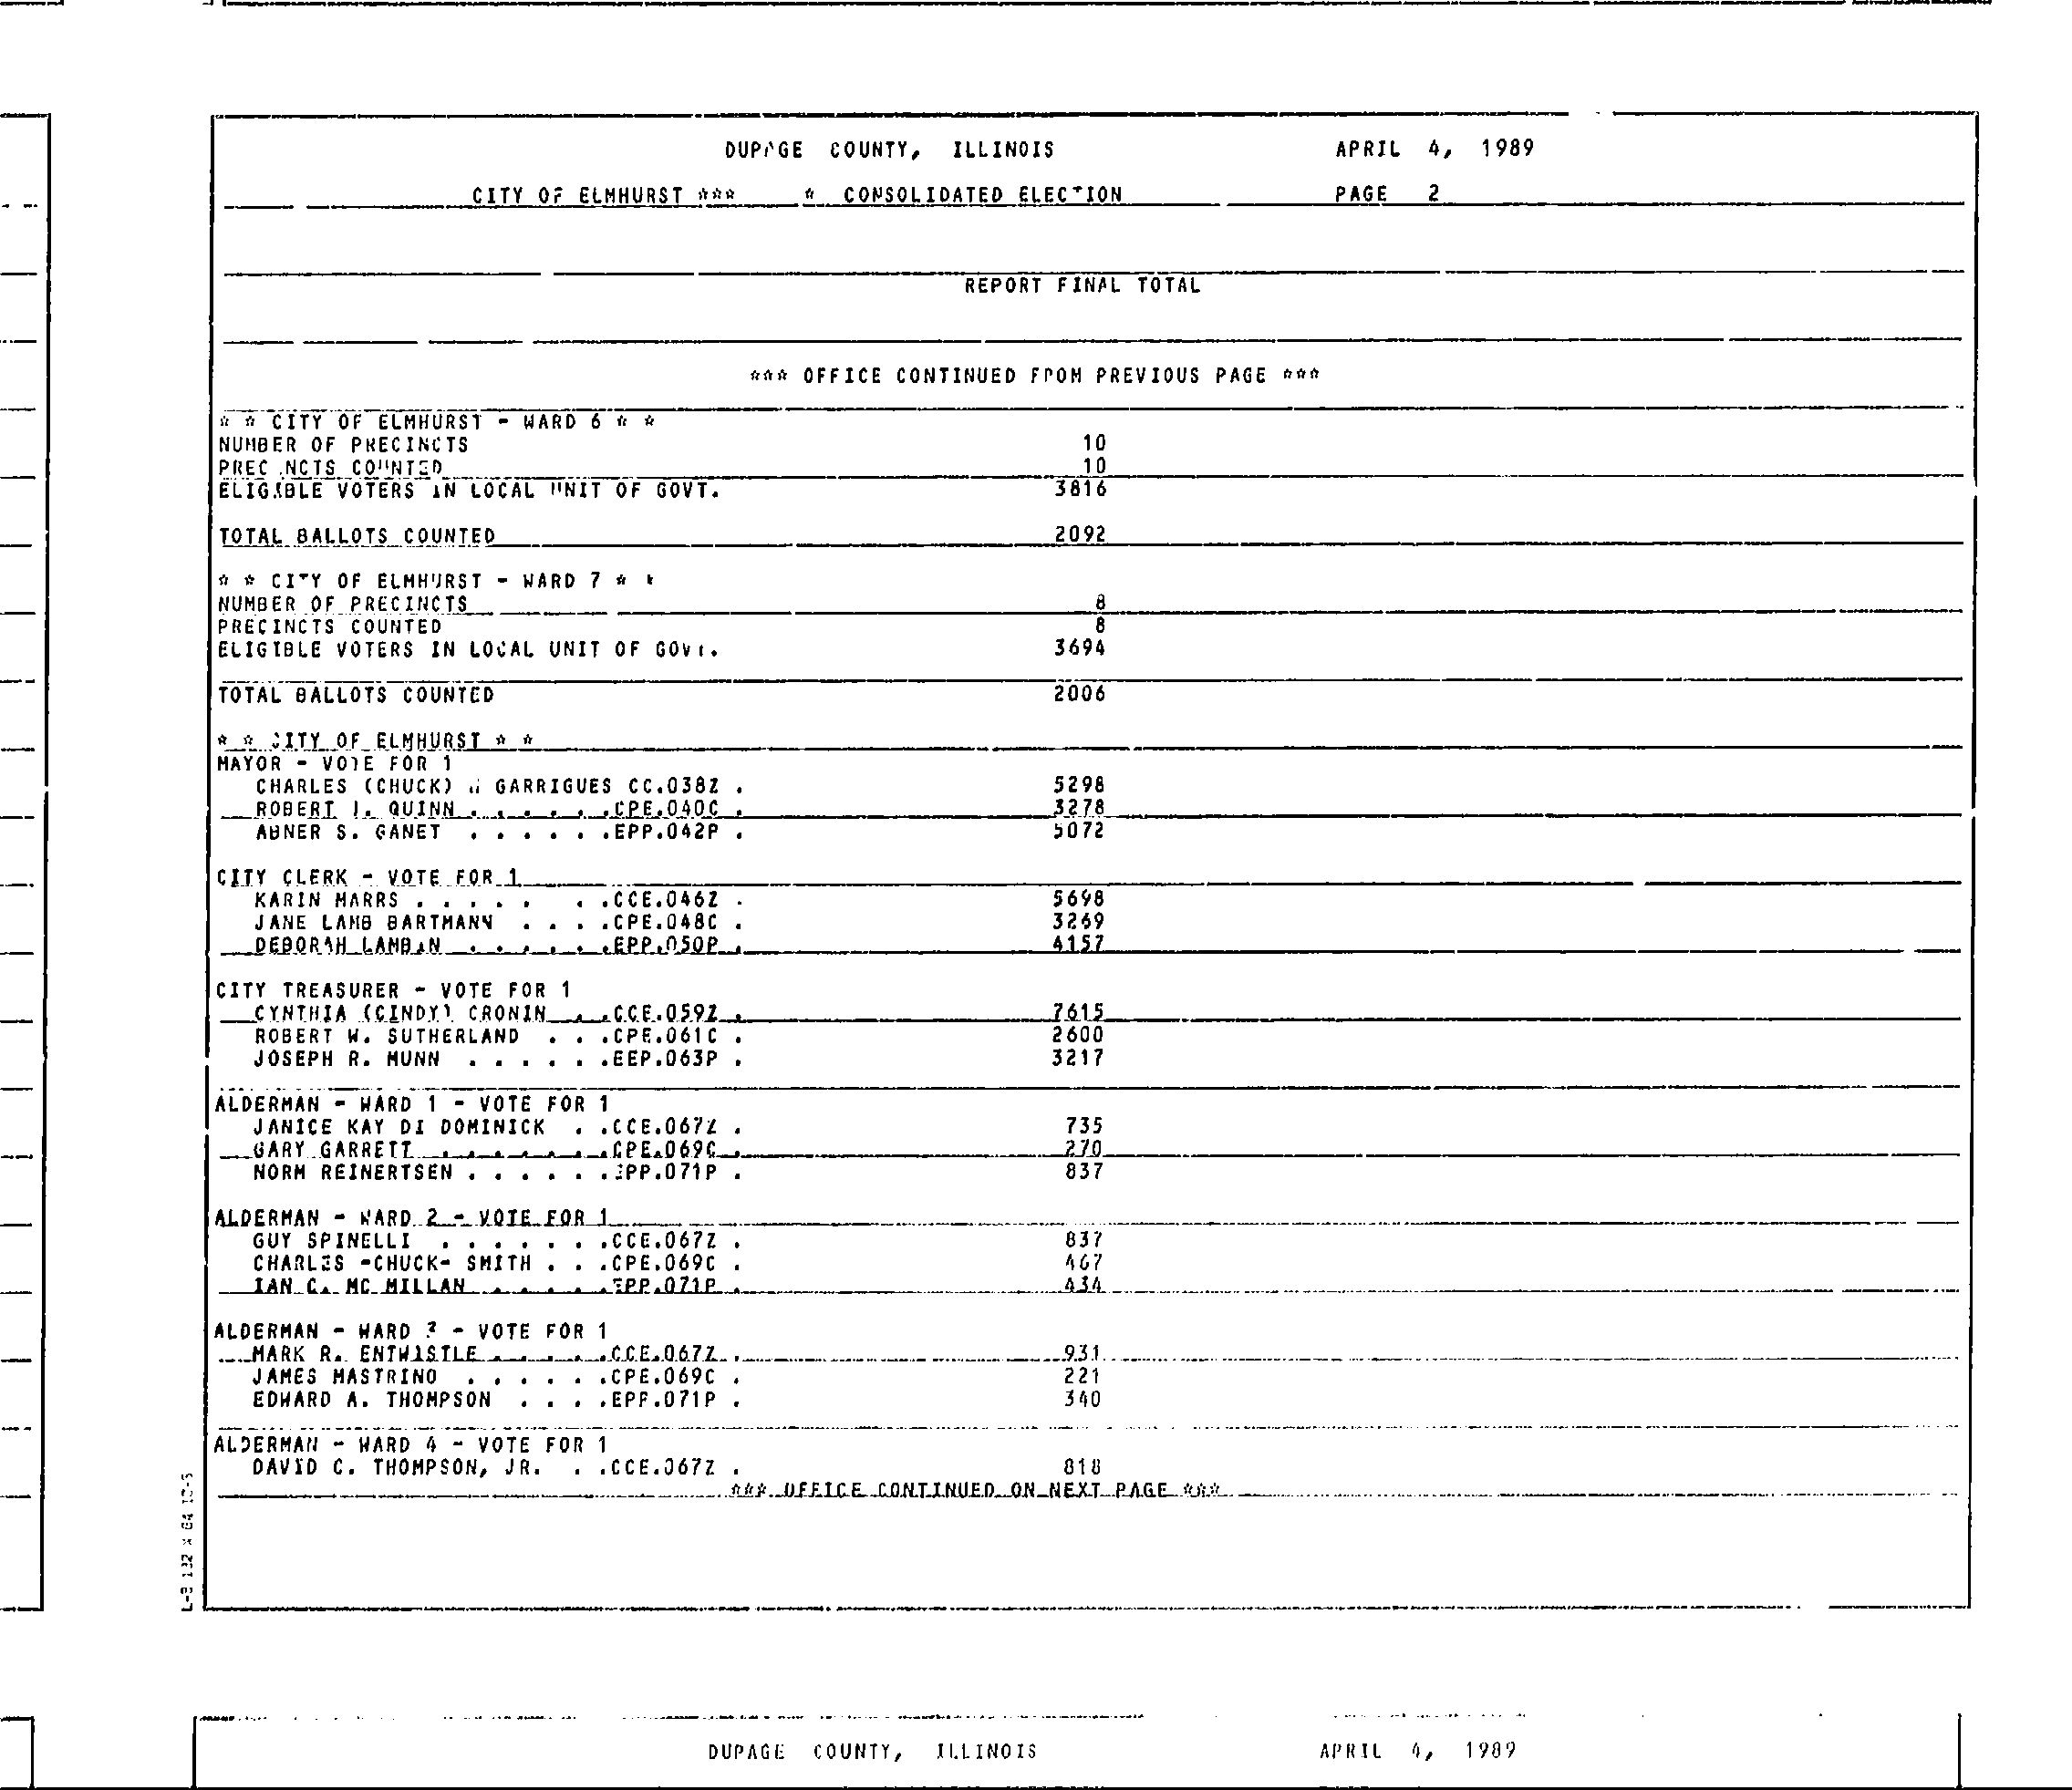 DUPAGE COUNTY, ILLINOIS APRIL 4, 1989
CITY OF ELMHURST *** * CONSOLIDATED ELECTION PAGE 2
REPORT FINAL TOTAL
*** OFFICE CONTINUED FROM PREVIOUS PAGE ***
* * CITY OF ELMHURST - WARD 6 * *
NUMBER OF PRECINCTS 10
PRECINCTS COUNTED 10
ELIGIBLE VOTERS IN LOCAL UNIT OF GOVT. 3816
TOTAL BALLOTS COUNTED 2092
* * CITY OF ELMHURST - WARD 7 * *
NUMBER OF PRECINCTS 8
PRECINCTS COUNTED 8
ELIGIBLE VOTERS IN LOCAL UNIT OF GOVT. 3694
TOTAL BALLOTS COUNTED 2006
* * CITY OF ELMHURST * *
MAYOR - VOTE FOR 1
CHARLES (CHUCK) GARRIGUES CC.038Z . 5298
ROBERT J. QUINN . . . . . .CPE.040C . 3278
ABNER S. GANET . . . . . .EPP.042P . 5072
CITY CLERK - VOTE FOR 1
KARIN MARRS . . . . . . .CCE.046Z . 5698
JANE LAMB BARTMANN . . . .CPE.048C . 3269
DEBORAH . . . . . .EPP.050P . 4157
CITY TREASURER - VOTE FOR 1
CYNTHIA (CINDY) CRONIN . .CCE.059Z . 7615
ROBERT W. SUTHERLAND . . .CPE.061C . 2600
JOSEPH R. MUNN . . . . . .EEP.063P . 3217
ALDERMAN - WARD 1 - VOTE FOR 1
JANICE KAY DI DOMINICK . .CCE.067Z . 735
GARY GARRETT . . . . . . .CPE.069C . 270
NORM REINERTSEN . . . . . .EPP.071P . 837
ALDERMAN - WARD 2 - VOTE FOR 1
GUY SPINELLI . . . . . . .CCE.067Z . 837
CHARLES -CHUCK- SMITH . . .CPE.069C . 467
IAN C. MC MILLAN . . . . .EPP.071P . 434
ALDERMAN - WARD 3 - VOTE FOR 1
MARK R. ENTWISTLE . . . . .CCE.067Z . 931
JAMES MASTRINO . . . . . .CPE.069C . 221
EDWARD A. THOMPSON . . . .EPP.071P . 340
ALDERMAN - WARD 4 - VOTE FOR 1
DAVID C. THOMPSON, JR. . .CCE.067Z . 818
*** OFFICE CONTINUED ON NEXT PAGE ***
DUPAGE COUNTY, ILLINOIS APRIL 4, 1989